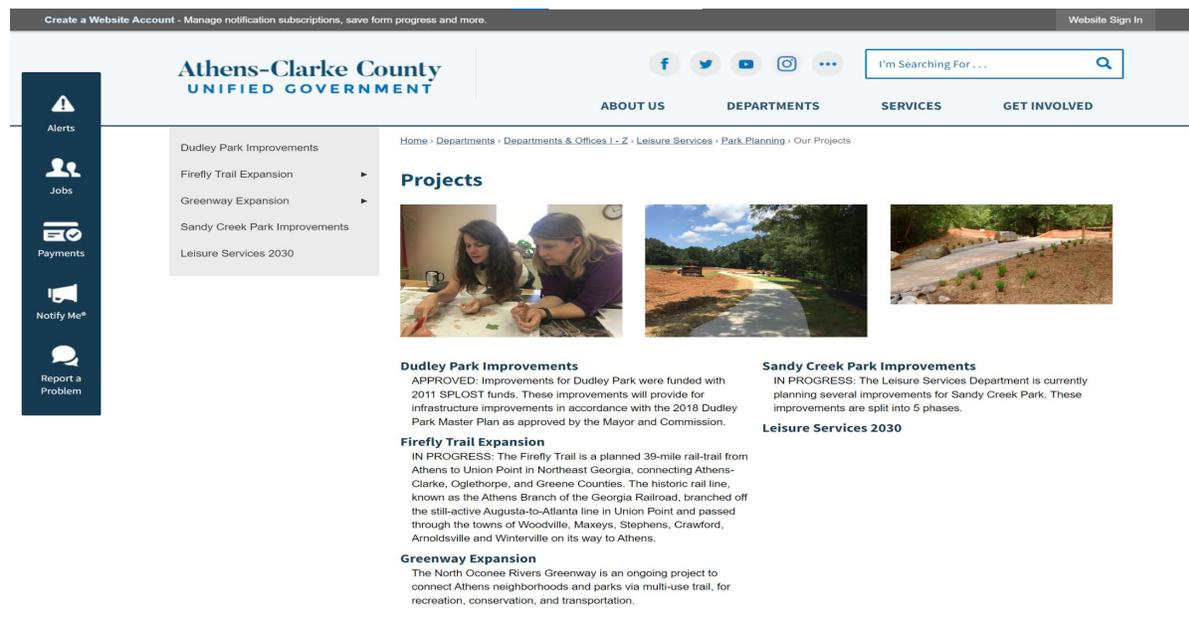 Create a Website Account - Manage notification subscriptions, save form progress and more.
Website Sign In
Athens-Clarke County
UNIFIED GOVERNMENT
I'm Searching For . . .
ABOUT US
DEPARTMENTS
SERVICES
GET INVOLVED
Alerts
Jobs
Payments
Notify Me®
Report a
Problem
Dudley Park Improvements
Firefly Trail Expansion
Greenway Expansion
Sandy Creek Park Improvements
Leisure Services 2030
Home › Departments › Departments & Offices I - Z › Leisure Services › Park Planning › Our Projects
Projects
Dudley Park Improvements
APPROVED: Improvements for Dudley Park were funded with
2011 SPLOST funds. These improvements will provide for
infrastructure improvements in accordance with the 2018 Dudley
Park Master Plan as approved by the Mayor and Commission.
Firefly Trail Expansion
IN PROGRESS: The Firefly Trail is a planned 39-mile rail-trail from
Athens to Union Point in Northeast Georgia, connecting Athens-
Clarke, Oglethorpe, and Greene Counties. The historic rail line,
known as the Athens Branch of the Georgia Railroad, branched off
the still-active Augusta-to-Atlanta line in Union Point and passed
through the towns of Woodville, Maxeys, Stephens, Crawford,
Arnoldsville and Winterville on its way to Athens.
Greenway Expansion
The North Oconee Rivers Greenway is an ongoing project to
connect Athens neighborhoods and parks via multi-use trail, for
recreation, conservation, and transportation.
Sandy Creek Park Improvements
IN PROGRESS: The Leisure Services Department is currently
planning several improvements for Sandy Creek Park. These
improvements are split into 5 phases.
Leisure Services 2030